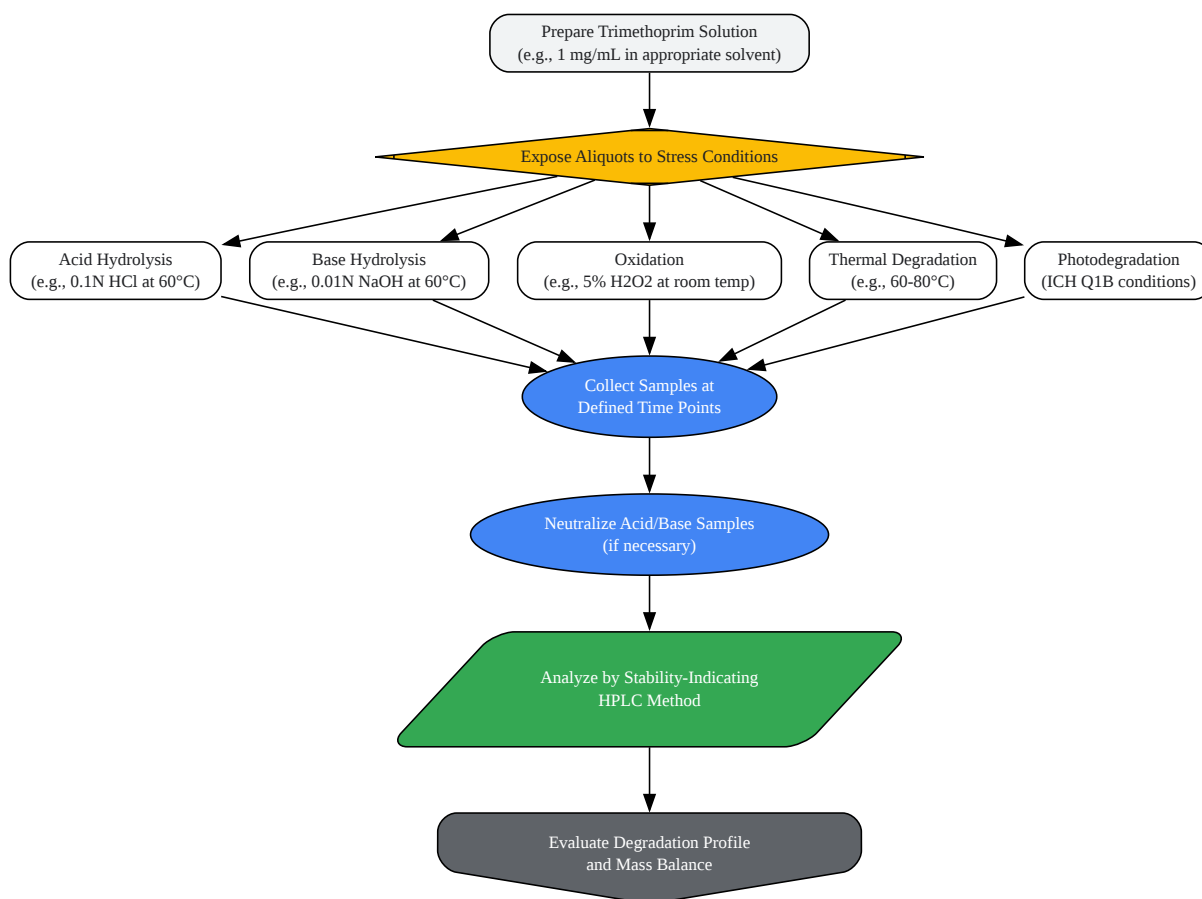 Prepare Trimethoprim Solution
(e.g., 1 mg/mL in appropriate solvent)
Expose Aliquots to Stress Conditions
Acid Hydrolysis
(e.g., 0.1N HCl at 60°C)
Base Hydrolysis
(e.g., 0.01N NaOH at 60°C)
Oxidation
(e.g., 5% H2O2 at room temp)
Thermal Degradation
(e.g., 60-80°C)
Photodegradation
(ICH Q1B conditions)
Collect Samples at
Defined Time Points
Neutralize Acid/Base Samples
(if necessary)
Analyze by Stability-Indicating
HPLC Method
Evaluate Degradation Profile
and Mass Balance